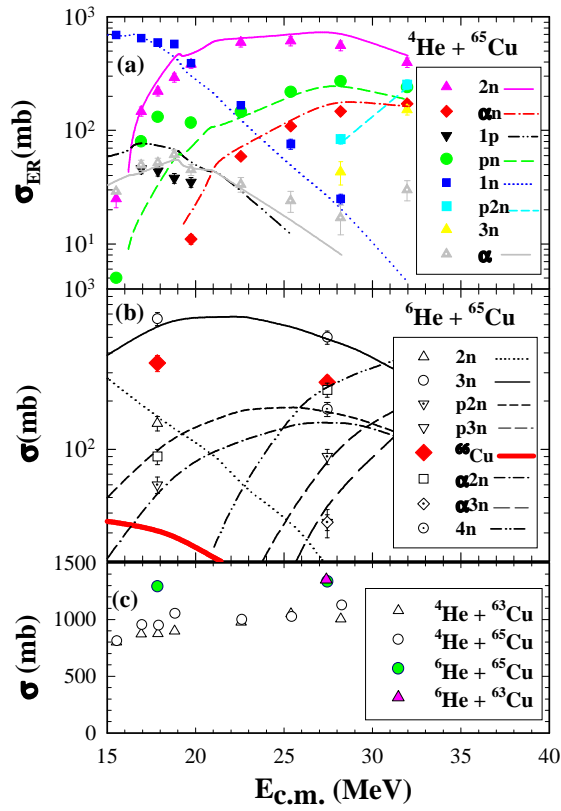 10³
10²
10¹
10³
σER(mb)
(a)
⁴He + ⁶⁵Cu
2n
αn
1p
pn
1n
p2n
3n
α
10²
σ(mb)
(b)
⁶He + ⁶⁵Cu
2n
3n
p2n
p3n
⁶⁶Cu
α2n
α3n
4n
1500
1000
500
0
σ (mb)
(c)
⁴He + ⁶³Cu
⁴He + ⁶⁵Cu
⁶He + ⁶⁵Cu
⁶He + ⁶³Cu
15 20 25 30 35 40
Ec.m. (MeV)